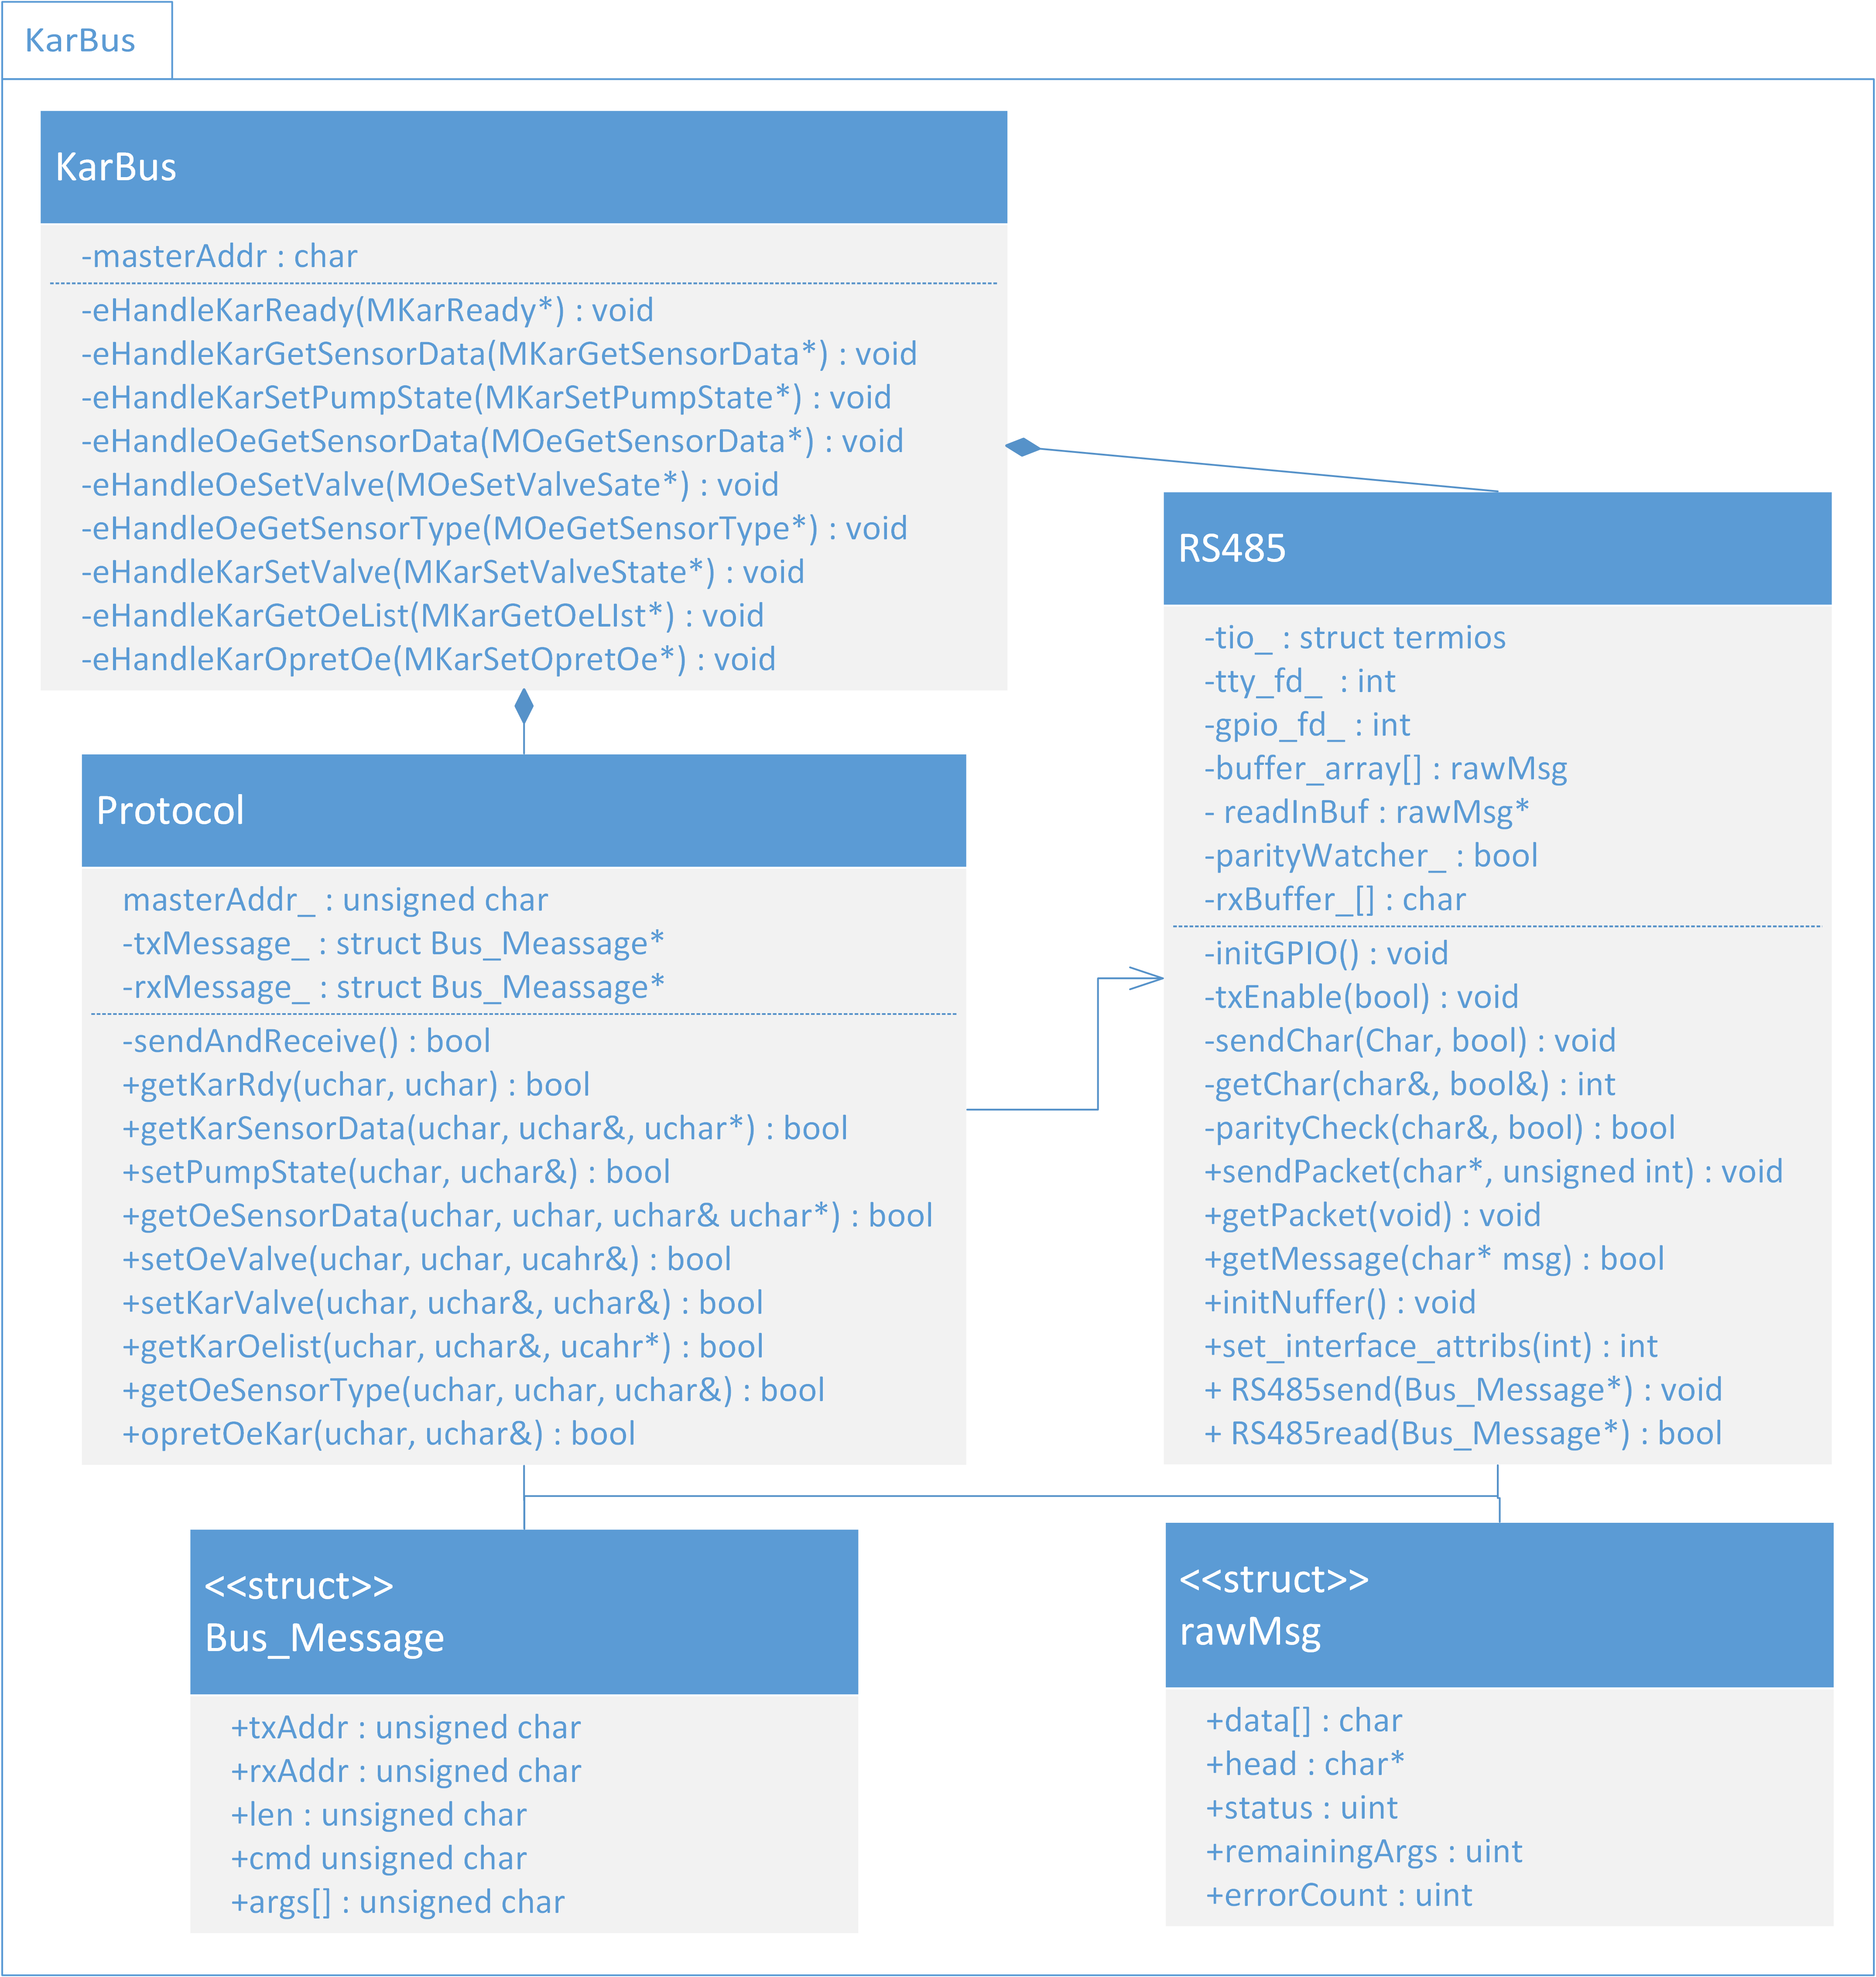 KarBus
KarBus
-masterAddr : char
-eHandleKarReady(MKarReady*) : void
-eHandleKarGetSensorData(MKarGetSensorData*) : void
-eHandleKarSetPumpState(MKarSetPumpState*) : void
-eHandleOeGetSensorData(MOeGetSensorData*) : void
-eHandleOeSetValve(MOeSetValveSate*) : void
-eHandleOeGetSensorType(MOeGetSensorType*) : void
-eHandleKarSetValve(MKarSetValveState*) : void
-eHandleKarGetOeList(MKarGetOeLIst*) : void
-eHandleKarOpretOe(MKarSetOpretOe*) : void
RS485
-tio_ : struct termios
-tty_fd_ : int
-gpio_fd_ : int
-buffer_array[] : rawMsg
- readInBuf : rawMsg*
-parityWatcher_ : bool
-rxBuffer_[] : char
-initGPIO() : void
-txEnable(bool) : void
-sendChar(Char, bool) : void
-getChar(char&, bool&) : int
-parityCheck(char&, bool) : bool
+sendPacket(char*, unsigned int) : void
+getPacket(void) : void
+getMessage(char* msg) : bool
+initNuffer() : void
+set_interface_attribs(int) : int
+ RS485send(Bus_Message*) : void
+ RS485read(Bus_Message*) : bool
Protocol
masterAddr_ : unsigned char
-txMessage_ : struct Bus_Meassage*
-rxMessage_ : struct Bus_Meassage*
-sendAndReceive() : bool
+getKarRdy(uchar, uchar) : bool
+getKarSensorData(uchar, uchar&, uchar*) : bool
+setPumpState(uchar, uchar&) : bool
+getOeSensorData(uchar, uchar, uchar& uchar*) : bool
+setOeValve(uchar, uchar, ucahr&) : bool
+setKarValve(uchar, uchar&, uchar&) : bool
+getKarOelist(uchar, uchar&, ucahr*) : bool
+getOeSensorType(uchar, uchar, uchar&) : bool
+opretOeKar(uchar, uchar&) : bool
<<struct>>
Bus_Message
+txAddr : unsigned char
+rxAddr : unsigned char
+len : unsigned char
+cmd unsigned char
+args[] : unsigned char
<<struct>>
rawMsg
+data[] : char
+head : char*
+status : uint
+remainingArgs : uint
+errorCount : uint